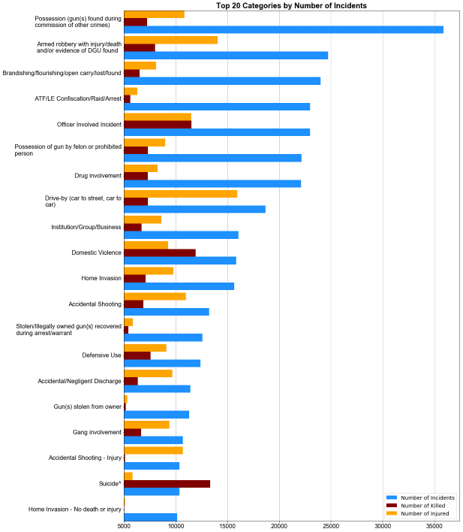 Top 20 Categories by Number of Incidents
Possession (gun(s) found during
commission of other crimes)
Armed robbery with injury/death
and/or evidence of DGU found
Brandishing/flourishing/open carry/lost/found
ATF/LE Confiscation/Raid/Arrest
Officer Involved Incident
Possession of gun by felon or prohibited
person
Drug involvement
Drive-by (car to street, car to
car)
Institution/Group/Business
Domestic Violence
Home Invasion
Accidental Shooting
Stolen/Illegally owned gun{s} recovered
during arrest/warrant
Defensive Use
Accidental/Negligent Discharge
Gun(s) stolen from owner
Gang involvement
Accidental Shooting - Injury
Suicide^
Home Invasion - No death or injury
Number of Incidents
Number of Killed
Number of Injured
5000 10000 15000 20000 25000 30000 35000